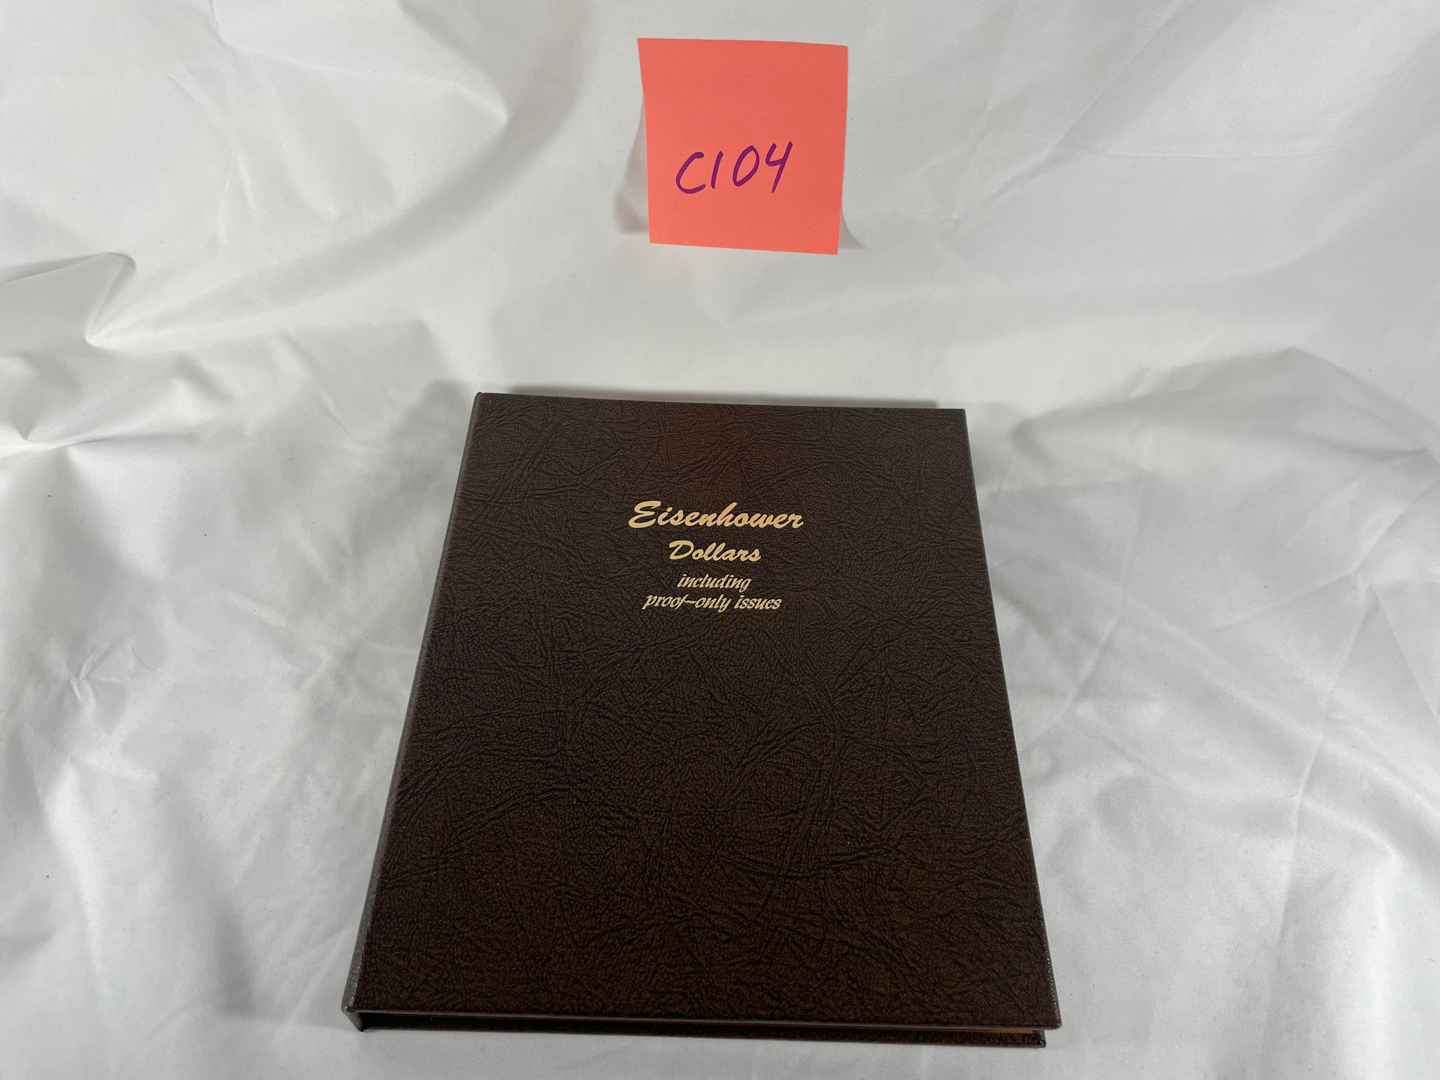 C104
Eisenhower
Dollars
including
proof-only issues